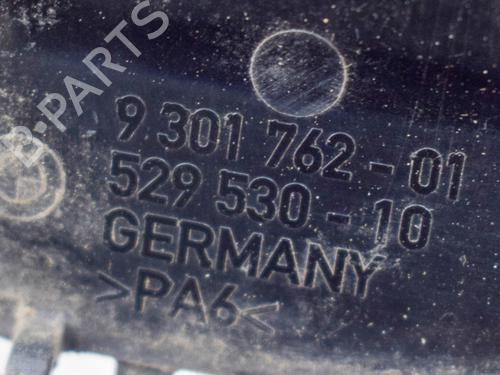 B-PARTS
9 301 762-01
529 530-10
GERMANY
>PA6<